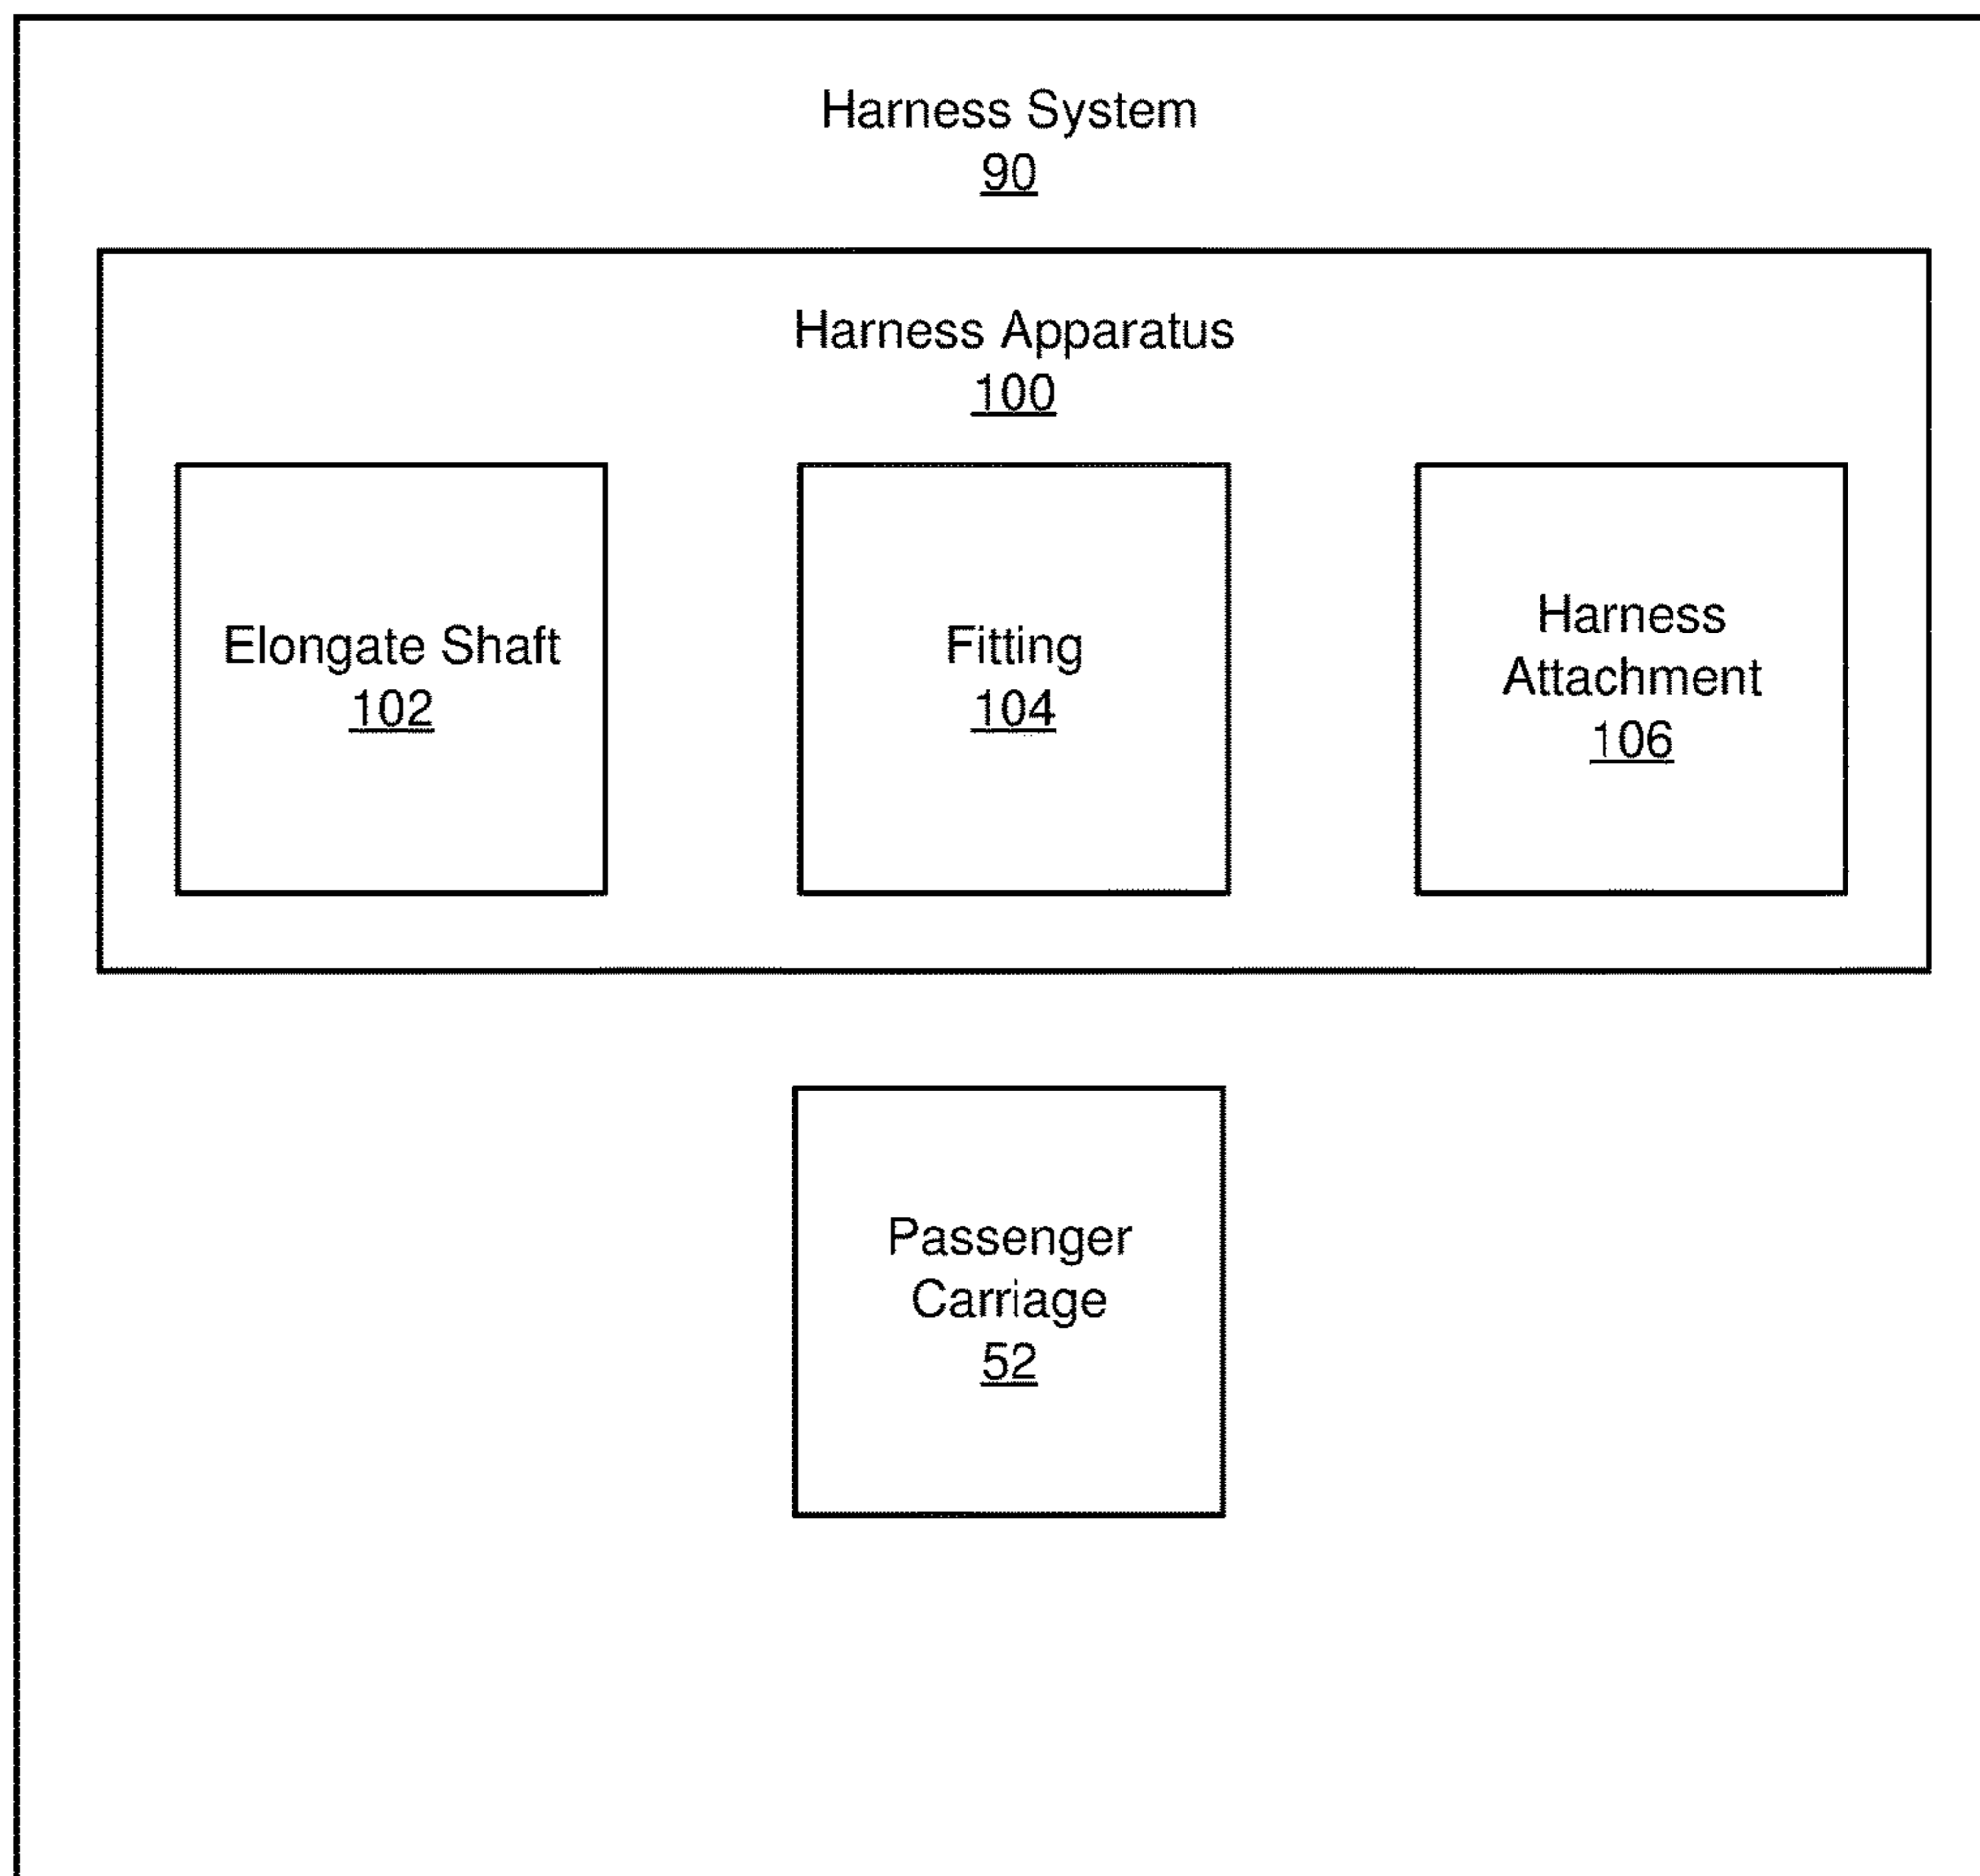 Harness System
90
Harness Apparatus
100
Elongate Shaft
102
Fitting
104
Harness
Attachment
106
Passenger
Carriage
52